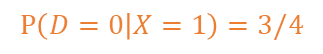 P(D = 0|X = 1) = 3/4